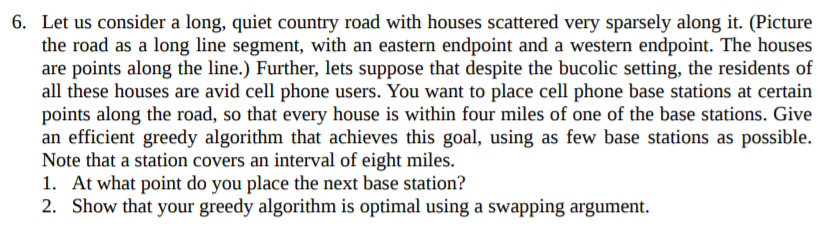 6. Let us consider a long, quiet country road with houses scattered very sparsely along it. (Picture
the road as a long line segment, with an eastern endpoint and a western endpoint. The houses
are points along the line.) Further, lets suppose that despite the bucolic setting, the residents of
all these houses are avid cell phone users. You want to place cell phone base stations at certain
points along the road, so that every house is within four miles of one of the base stations. Give
an efficient greedy algorithm that achieves this goal, using as few base stations as possible.
Note that a station covers an interval of eight miles.
1. At what point do you place the next base station?
2. Show that your greedy algorithm is optimal using a swapping argument.